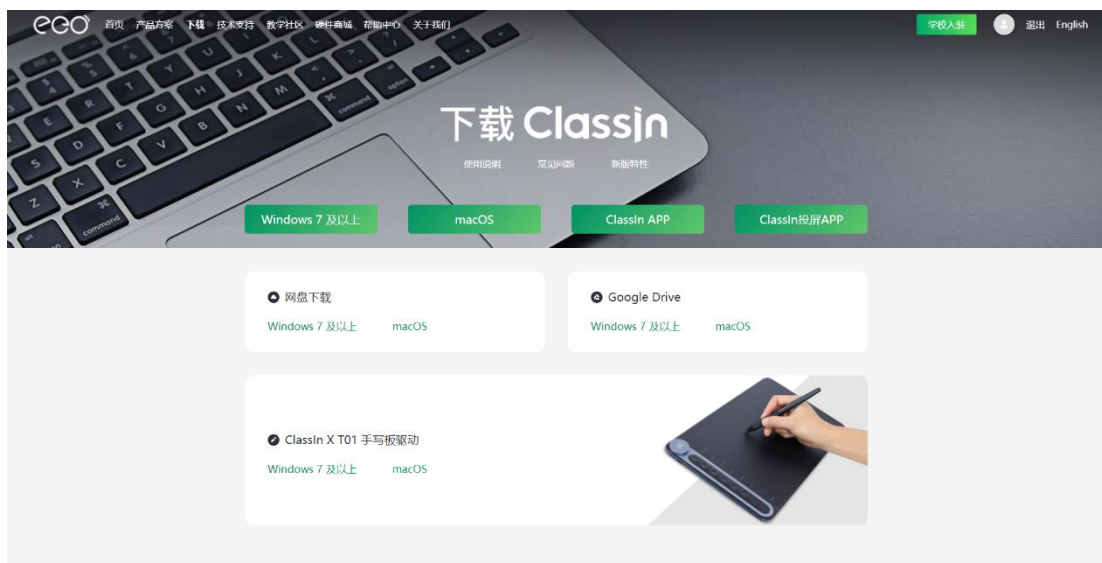 eeo 首页 产品方案 下载 技术支持 教学社区 硬件商城 帮助中心 关于我们 学校入驻 退出 English
下载 ClassIn
使用说明 常见问题 新版特性
Windows 7 及以上 macOS ClassIn APP ClassIn投屏APP
网盘下载 Google Drive
Windows 7 及以上 macOS Windows 7 及以上 macOS
ClassIn X T01 手写板驱动
Windows 7 及以上 macOS